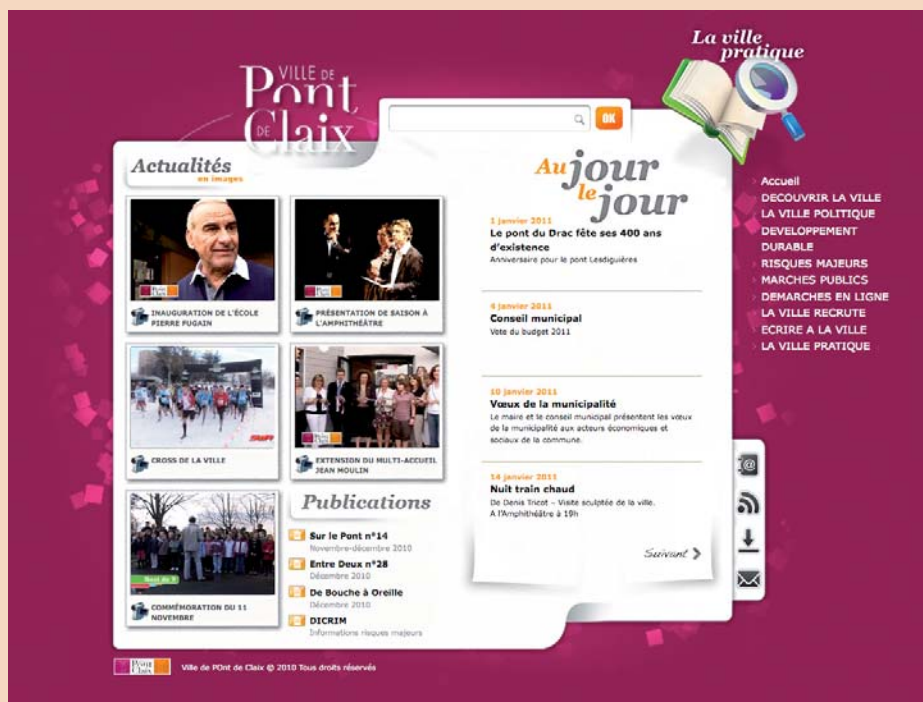 La ville
pratique
VILLE DE
Pont
DE
Claix
OK
Actualités
en images
INAUGURATION DE L'ÉCOLE
PIERRE FUGAIN
PRÉSENTATION DE SAISON À
L'AMPHITHÉÂTRE
CROSS DE LA VILLE
EXTENSION DU MULTI-ACCUEIL
JEAN MOULIN
COMMÉMORATION DU 11
NOVEMBRE
Publications
Sur le Pont n°14
Novembre-décembre 2010
Entre Deux n°28
Décembre 2010
De Bouche à Oreille
Décembre 2010
DICRIM
Informations risques majeurs
Au jour
le jour
1 janvier 2011
Le pont du Drac fête ses 400 ans
d'existence
Anniversaire pour le pont Lesdiguières
4 janvier 2011
Conseil municipal
Vote du budget 2011
10 janvier 2011
Vœux de la municipalité
Le maire et le conseil municipal présentent les vœux
de la municipalité aux acteurs économiques et
sociaux de la commune.
14 janvier 2011
Nuit train chaud
De Denis Tricot – Visite sculptée de la ville.
A l'Amphithéâtre à 19h
Suivant
Accueil
DECOUVRIR LA VILLE
LA VILLE POLITIQUE
DEVELOPPEMENT
DURABLE
RISQUES MAJEURS
MARCHES PUBLICS
DEMARCHES EN LIGNE
LA VILLE RECRUTE
ECRIRE A LA VILLE
LA VILLE PRATIQUE
Pont
Claix
Ville de POnt de Claix © 2010 Tous droits réservés